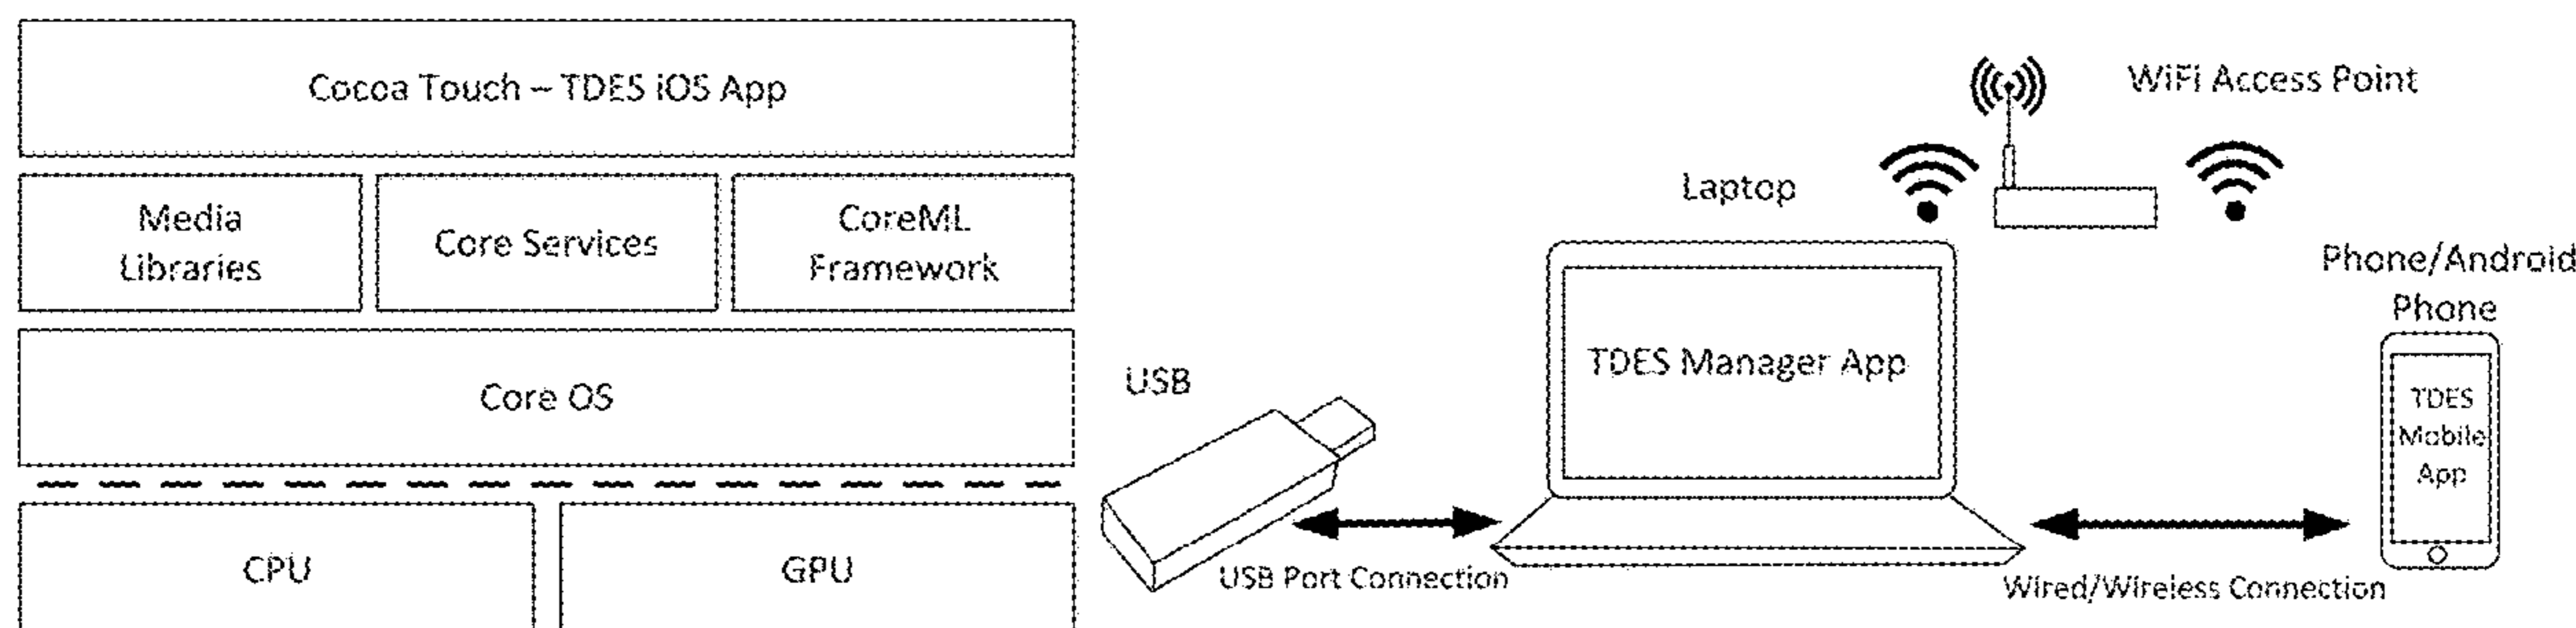 Cocoa Touch – TDES iOS App
Media
Libraries
Core Services
CoreML
Framework
Core OS
CPU
GPU
USB
USB Port Connection
Laptop
TDES Manager App
WiFi Access Point
Phone/Android
Phone
TDES
Mobile
App
Wired/Wireless Connection